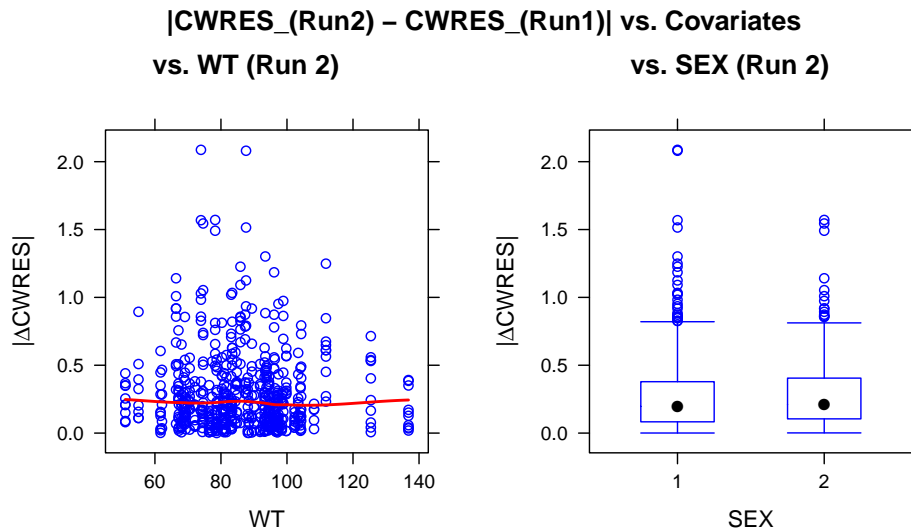 |CWRES_(Run2) − CWRES_(Run1)| vs. Covariates
vs. WT (Run 2)
vs. SEX (Run 2)
|ΔCWRES|
2.0
1.5
1.0
0.5
0.0
60 80 100 120 140
WT
|ΔCWRES|
2.0
1.5
1.0
0.5
0.0
1 2
SEX